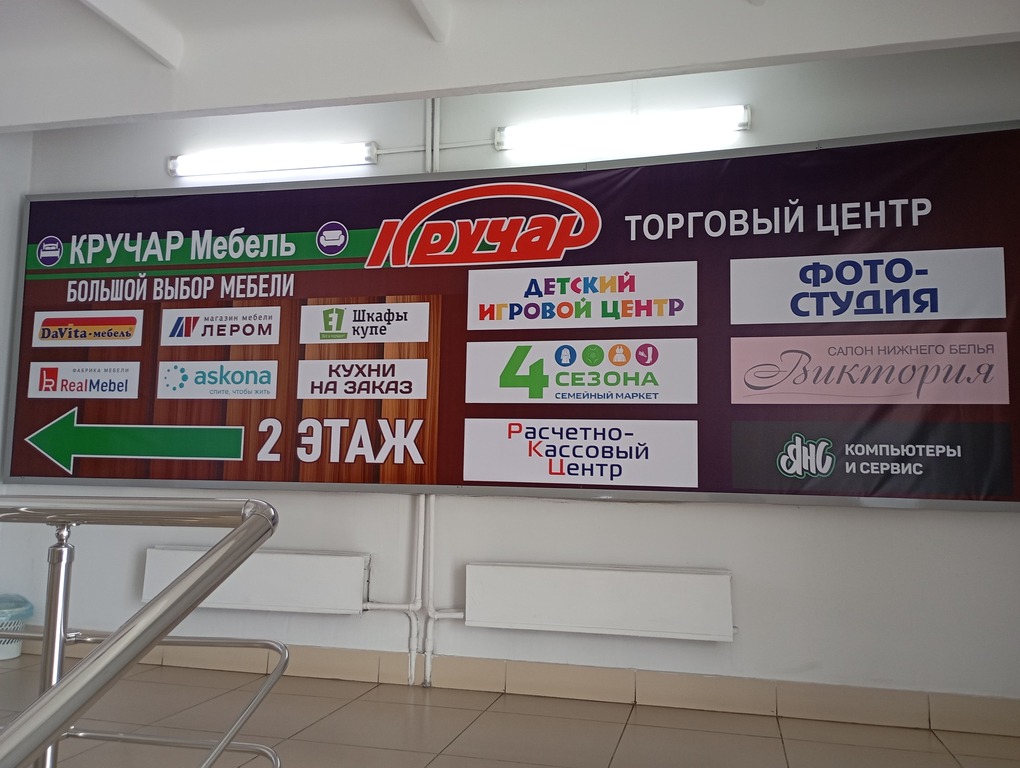 КРУЧАР Мебель
БОЛЬШОЙ ВЫБОР МЕБЕЛИ
DaVita-мебель
магазин мебели
ЛЕРОМ
Е1
Шкафы
купе
ФАБРИКА МЕБЕЛИ
RealMebel
askona
спите, чтобы жить
КУХНИ
НА ЗАКАЗ
2 ЭТАЖ
Кручар
ТОРГОВЫЙ ЦЕНТР
ДЕТСКИЙ
ИГРОВОЙ ЦЕНТР
4
СЕЗОНА
СЕМЕЙНЫЙ МАРКЕТ
Расчетно-
Кассовый
Центр
ФОТО-
СТУДИЯ
САЛОН НИЖНЕГО БЕЛЬЯ
Виктория
ЯНС
КОМПЬЮТЕРЫ
И СЕРВИС